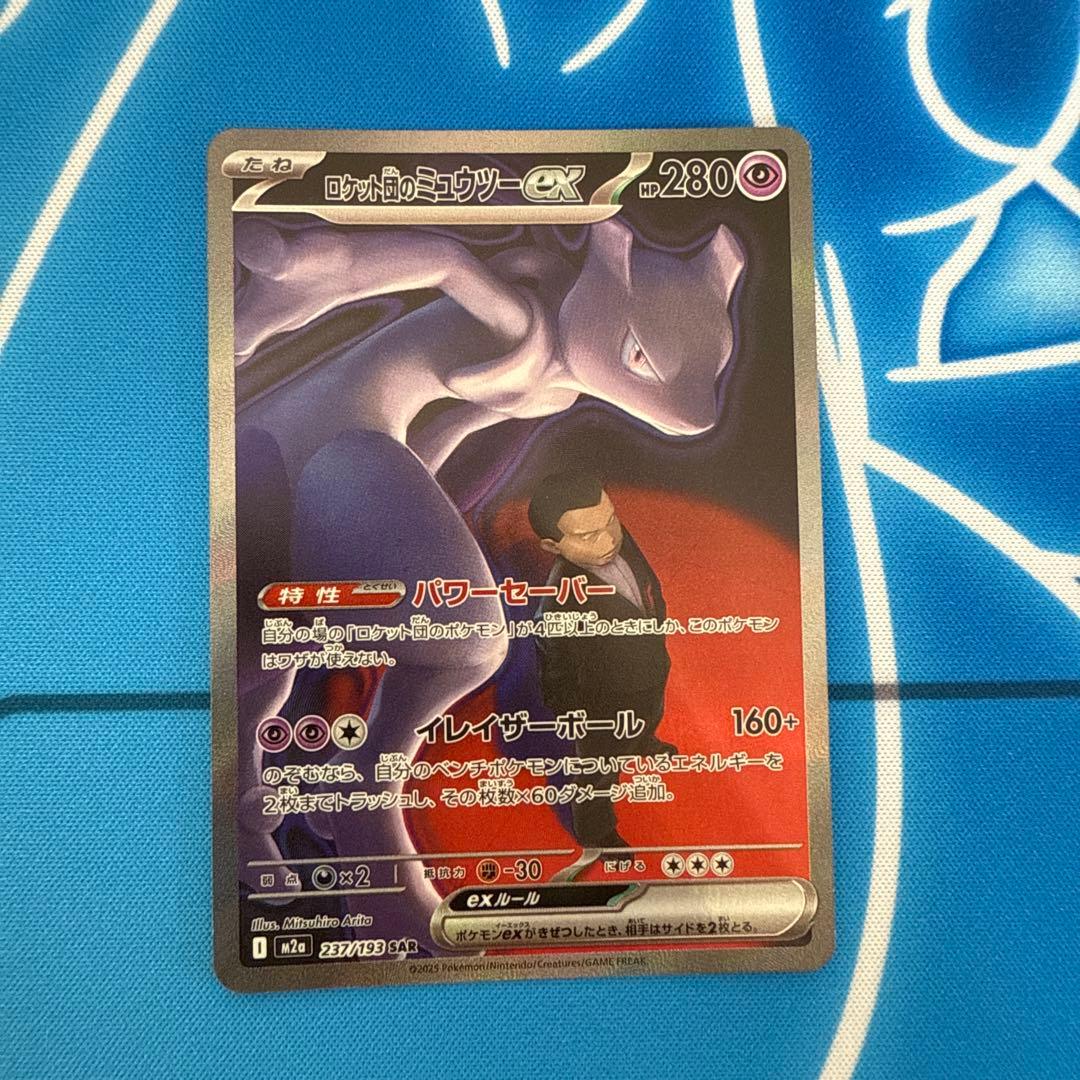 たね ロケット団のミュウツーex HP280
特性 パワーセーバー
自分の場の「ロケット団のポケモン」が4匹以上のときにしか、このポケモン
はワザが使えない。
イレイザーボール 160+
のぞむなら、自分のベンチポケモンについているエネルギーを
2枚までトラッシュし、その枚数×60ダメージ追加。
弱点 ×2 抵抗力 -30 にげる
exルール
ポケモンexがきぜつしたとき、相手はサイドを2枚とる。
Illus. Mitsuhiro Arita
I m2a 237/193 SAR
©2025 Pokémon/Nintendo/Creatures/GAME FREAK